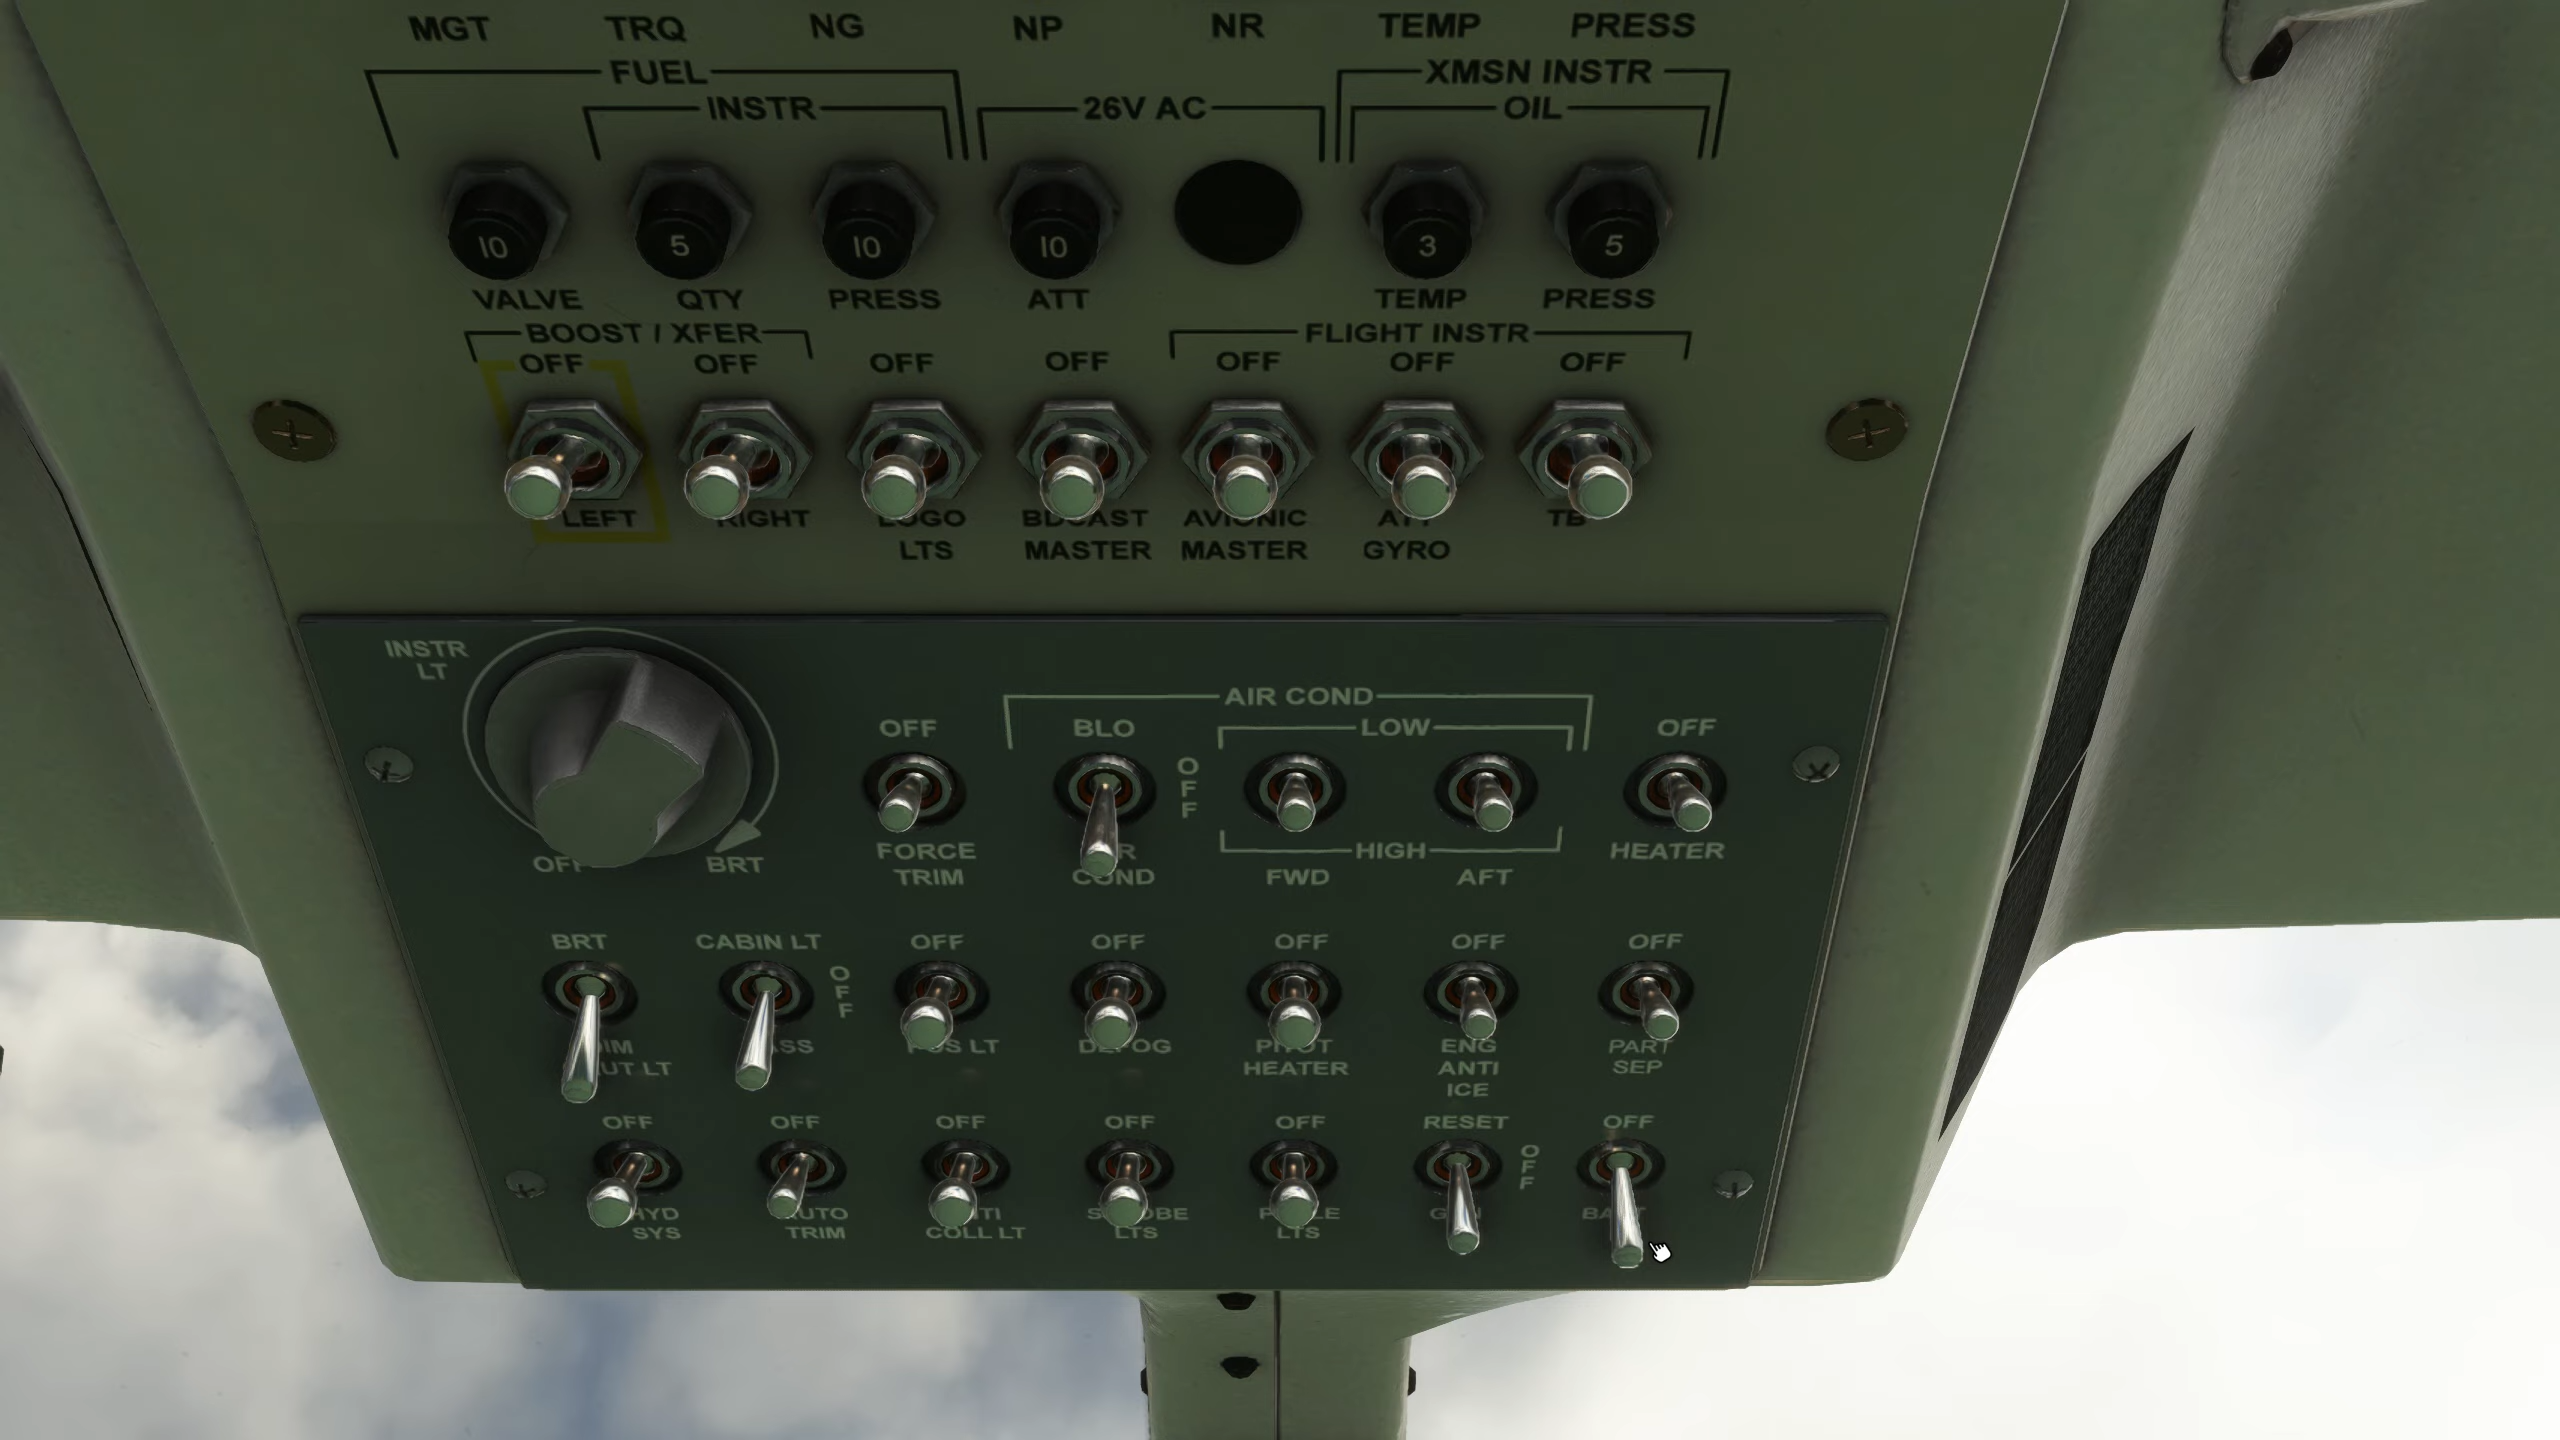 MGT TRQ NG NP NR TEMP PRESS
FUEL XMSN INSTR
INSTR 26V AC OIL
10 5 10 10 3 5
VALVE QTY PRESS ATT TEMP PRESS
BOOST / XFER FLIGHT INSTR
OFF OFF OFF OFF OFF OFF OFF
LEFT RIGHT LOGO AVIONIC
LTS MASTER MASTER GYRO
INSTR
LT
OFF BRT
AIR COND
OFF BLO LOW OFF
OFF
FORCE HIGH HEATER
TRIM COND FWD AFT
BRT CABIN LT OFF OFF OFF OFF OFF
OFF
ENG PART
HEATER ANTI SEP
ICE
OFF OFF OFF OFF OFF RESET OFF
OFF
SYS TRIM COLL LT LTS LTS